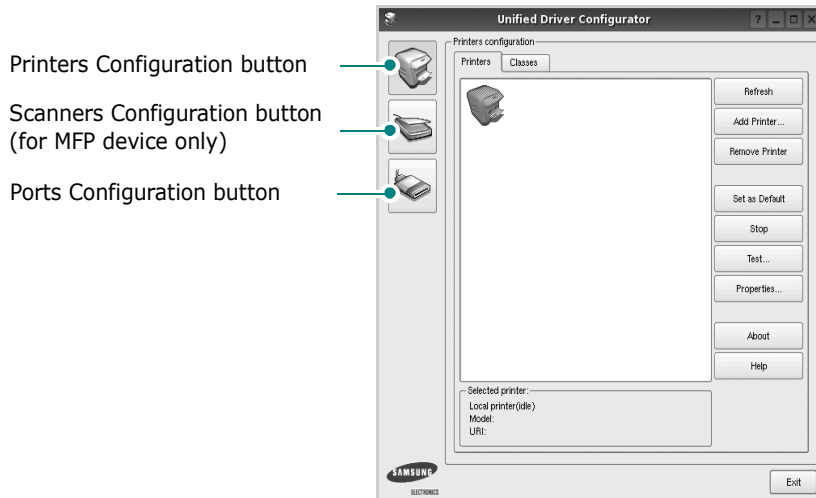 Unified Driver Configurator
Printers Configuration button
Scanners Configuration button
(for MFP device only)
Ports Configuration button
Printers configuration
Printers
Classes
Refresh
Add Printer...
Remove Printer
Set as Default
Stop
Test...
Properties...
About
Help
Selected printer:
Local printer(idle)
Model:
URI:
SAMSUNG
ELECTRONICS
Exit